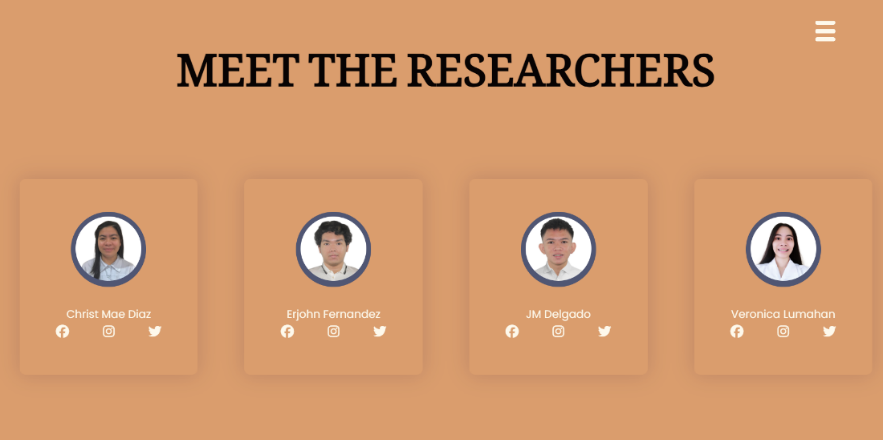 MEET THE RESEARCHERS
Christ Mae Diaz
Erjohn Fernandez
JM Delgado
Veronica Lumahan